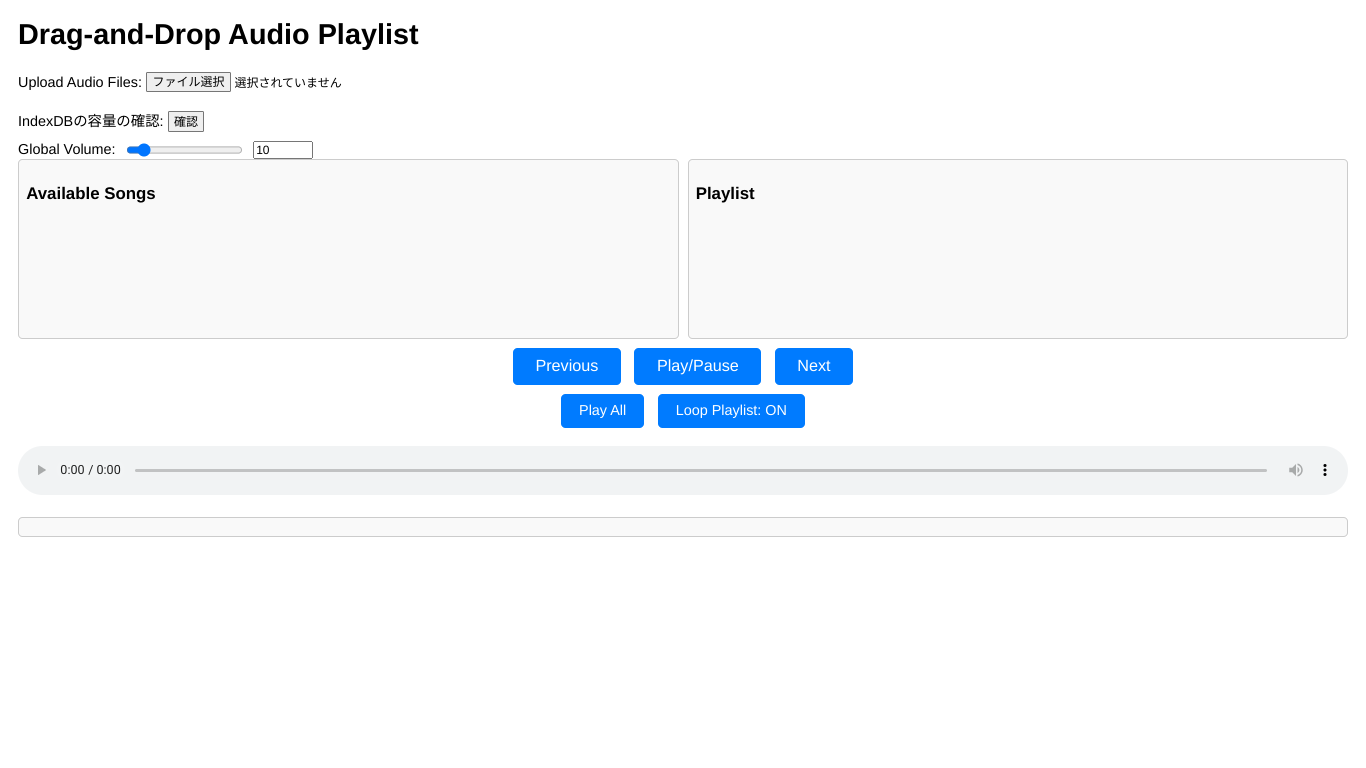 Drag-and-Drop Audio Playlist
Upload Audio Files: ファイル選択 選択されていません
IndexDBの容量の確認: 確認
Global Volume: 10
Available Songs
Playlist
Previous Play/Pause Next
Play All Loop Playlist: ON
0:00 / 0:00